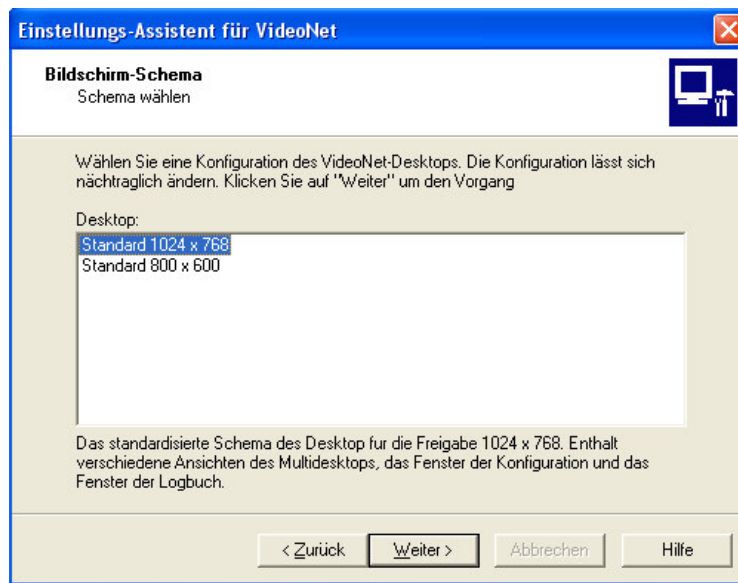 Einstellungs-Assistent für VideoNet
Bildschirm-Schema
Schema wählen
Wählen Sie eine Konfiguration des VideoNet-Desktops. Die Konfiguration lässt sich
nächtraglich ändern. Klicken Sie auf "Weiter" um den Vorgang
Desktop:
Standard 1024 x 768
Standard 800 x 600
Das standardisierte Schema des Desktop fur die Freigabe 1024 x 768. Enthalt
verschiedene Ansichten des Multidesktops, das Fenster der Konfiguration und das
Fenster der Logbuch.
< Zurück Weiter > Abbrechen Hilfe